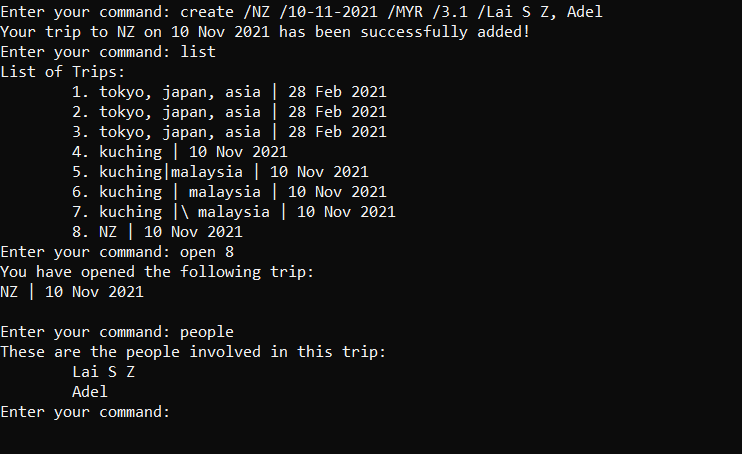 Enter your command: create /NZ /10-11-2021 /MYR /3.1 /Lai S Z, Adel
Your trip to NZ on 10 Nov 2021 has been successfully added!
Enter your command: list
List of Trips:
        1. tokyo, japan, asia | 28 Feb 2021
        2. tokyo, japan, asia | 28 Feb 2021
        3. tokyo, japan, asia | 28 Feb 2021
        4. kuching | 10 Nov 2021
        5. kuching|malaysia | 10 Nov 2021
        6. kuching | malaysia | 10 Nov 2021
        7. kuching |\ malaysia | 10 Nov 2021
        8. NZ | 10 Nov 2021
Enter your command: open 8
You have opened the following trip:
NZ | 10 Nov 2021

Enter your command: people
These are the people involved in this trip:
        Lai S Z
        Adel
Enter your command: